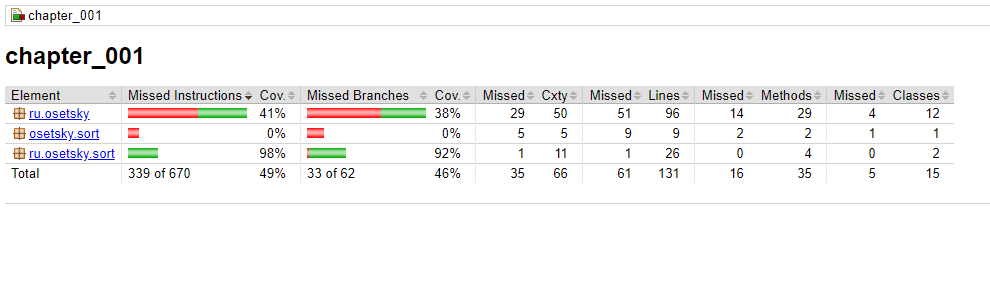 chapter_001
chapter_001
Element Missed Instructions Cov. Missed Branches Cov. Missed Cxty Missed Lines Missed Methods Missed Classes
ru.osetsky 41% 38% 29 50 51 96 14 29 4 12
osetsky.sort 0% 0% 5 5 9 9 2 2 1 1
ru.osetsky.sort 98% 92% 1 11 1 26 0 4 0 2
Total 339 of 670 49% 33 of 62 46% 35 66 61 131 16 35 5 15